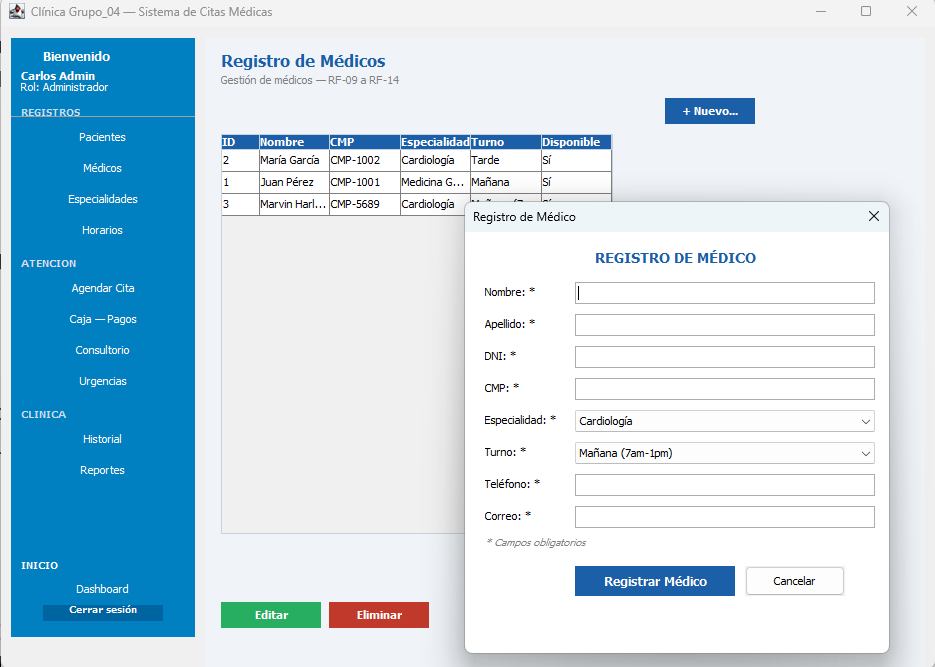 Clínica Grupo_04 — Sistema de Citas Médicas
Bienvenido
Carlos Admin
Rol: Administrador
REGISTROS
Pacientes
Médicos
Especialidades
Horarios
ATENCION
Agendar Cita
Caja — Pagos
Consultorio
Urgencias
CLINICA
Historial
Reportes
INICIO
Dashboard
Cerrar sesión
Registro de Médicos
Gestión de médicos — RF-09 a RF-14
+ Nuevo...
ID Nombre CMP Especialidad Turno Disponible
2 María García CMP-1002 Cardiología Tarde Sí
1 Juan Pérez CMP-1001 Medicina G... Mañana Sí
3 Marvin Harl... CMP-5689 Cardiología
Editar Eliminar
Registro de Médico
REGISTRO DE MÉDICO
Nombre: *
Apellido: *
DNI: *
CMP: *
Especialidad: * Cardiología
Turno: * Mañana (7am-1pm)
Teléfono: *
Correo: *
* Campos obligatorios
Registrar Médico Cancelar